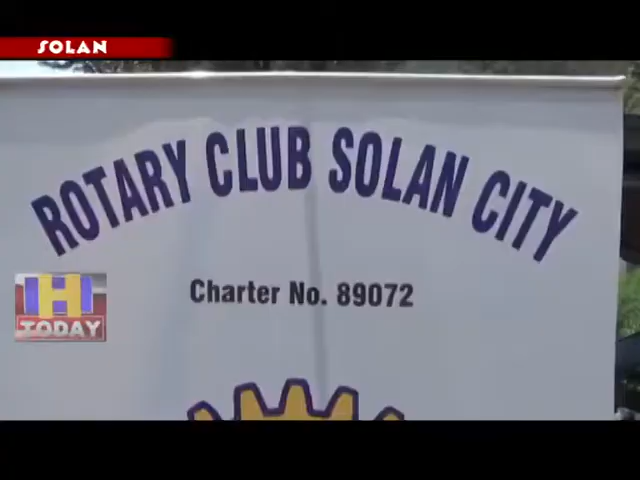 SOLAN
ROTARY CLUB SOLAN CITY
Charter No. 89072
H
TODAY